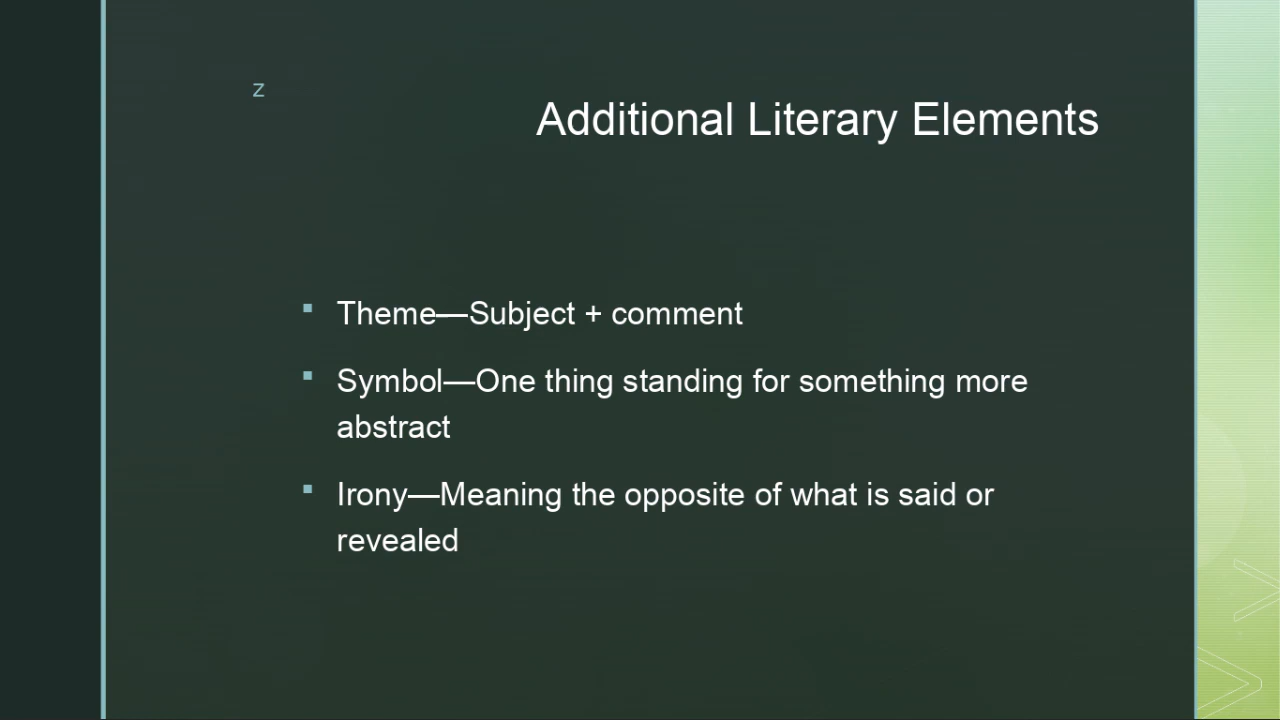 z
Additional Literary Elements
▪ Theme—Subject + comment
▪ Symbol—One thing standing for something more
abstract
▪ Irony—Meaning the opposite of what is said or
revealed